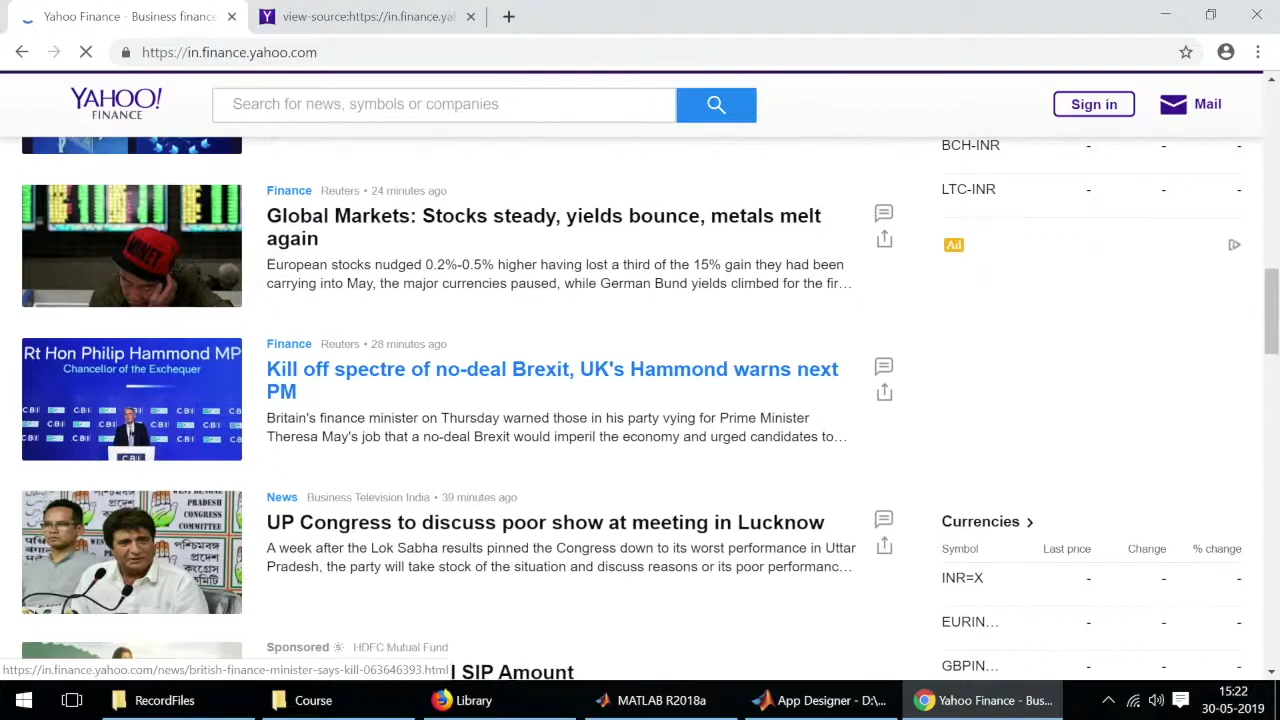 Yahoo Finance - Business finance
view-source:https://in.finance.ya
https://in.finance.yahoo.com
YAHOO!
FINANCE
Search for news, symbols or companies
Sign in
Mail
BCH-INR - - -
LTC-INR - - -
Ad
Finance Reuters • 24 minutes ago
Global Markets: Stocks steady, yields bounce, metals melt
again
European stocks nudged 0.2%-0.5% higher having lost a third of the 15% gain they had been
carrying into May, the major currencies paused, while German Bund yields climbed for the fir…
Rt Hon Philip Hammond MP
Chancellor of the Exchequer
CBI
Finance Reuters • 28 minutes ago
Kill off spectre of no-deal Brexit, UK's Hammond warns next
PM
Britain's finance minister on Thursday warned those in his party vying for Prime Minister
Theresa May's job that a no-deal Brexit would imperil the economy and urged candidates to…
WEST BENGAL
PRADESH
CONGRESS
COMMITTEE
News Business Television India • 39 minutes ago
UP Congress to discuss poor show at meeting in Lucknow
A week after the Lok Sabha results pinned the Congress down to its worst performance in Uttar
Pradesh, the party will take stock of the situation and discuss reasons or its poor performanc…
Currencies
Symbol Last price Change % change
INR=X - - -
EURIN… - - -
GBPIN… - - -
Sponsored HDFC Mutual Fund
SIP Amount
https://in.finance.yahoo.com/news/british-finance-minister-says-kill-063646393.html
RecordFiles
Course
Library
MATLAB R2018a
App Designer - D:\...
Yahoo Finance - Bus...
15:22
30-05-2019